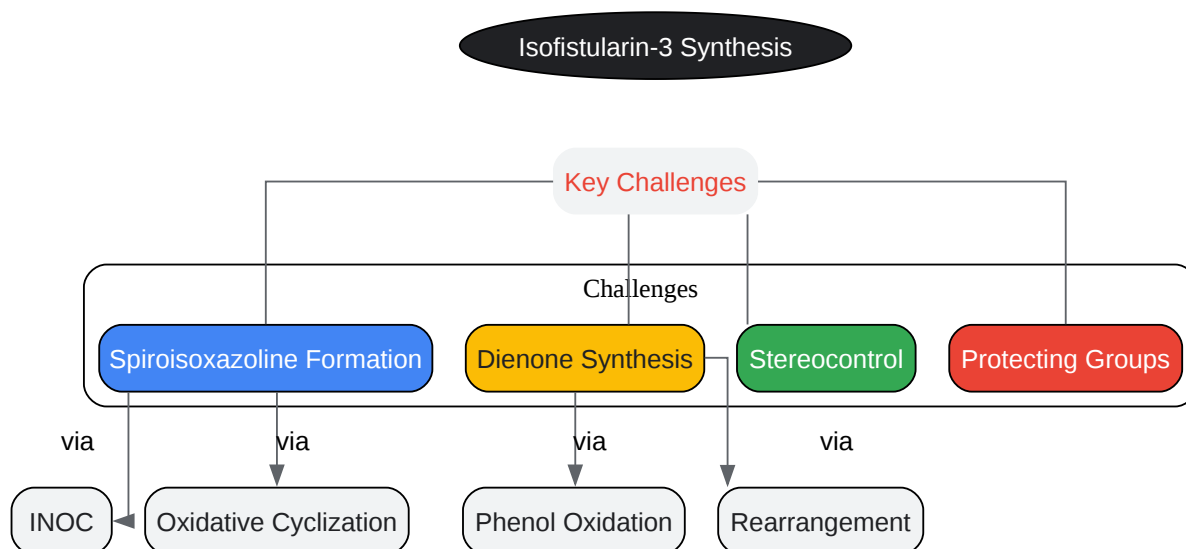 Isofistularin-3 Synthesis
Key Challenges
Challenges
Spiroisoxazoline Formation
Dienone Synthesis
Stereocontrol
Protecting Groups
via
via
via
via
INOC
Oxidative Cyclization
Phenol Oxidation
Rearrangement